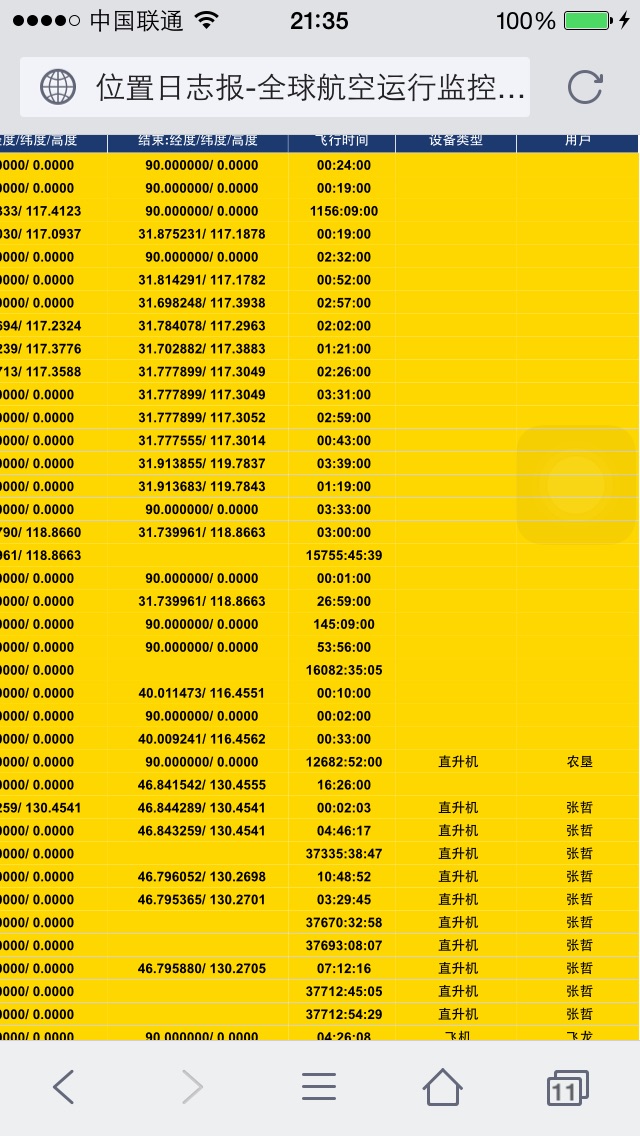 中国联通 21:35 100%
位置日志报-全球航空运行监控...
度/纬度/高度 结束:经度/纬度/高度 飞行时间 设备类型 用户
0000/ 0.0000 90.000000/ 0.0000 00:24:00
0000/ 0.0000 90.000000/ 0.0000 00:19:00
333/ 117.4123 90.000000/ 0.0000 1156:09:00
030/ 117.0937 31.875231/ 117.1878 00:19:00
0000/ 0.0000 90.000000/ 0.0000 02:32:00
0000/ 0.0000 31.814291/ 117.1782 00:52:00
0000/ 0.0000 31.698248/ 117.3938 02:57:00
694/ 117.2324 31.784078/ 117.2963 02:02:00
239/ 117.3776 31.702882/ 117.3883 01:21:00
713/ 117.3588 31.777899/ 117.3049 02:26:00
0000/ 0.0000 31.777899/ 117.3049 03:31:00
0000/ 0.0000 31.777899/ 117.3052 02:59:00
0000/ 0.0000 31.777555/ 117.3014 00:43:00
0000/ 0.0000 31.913855/ 119.7837 03:39:00
0000/ 0.0000 31.913683/ 119.7843 01:19:00
0000/ 0.0000 90.000000/ 0.0000 03:33:00
790/ 118.8660 31.739961/ 118.8663 03:00:00
961/ 118.8663 15755:45:39
0000/ 0.0000 90.000000/ 0.0000 00:01:00
0000/ 0.0000 31.739961/ 118.8663 26:59:00
0000/ 0.0000 90.000000/ 0.0000 145:09:00
0000/ 0.0000 90.000000/ 0.0000 53:56:00
0000/ 0.0000 16082:35:05
0000/ 0.0000 40.011473/ 116.4551 00:10:00
0000/ 0.0000 90.000000/ 0.0000 00:02:00
0000/ 0.0000 40.009241/ 116.4562 00:33:00
0000/ 0.0000 90.000000/ 0.0000 12682:52:00 直升机 农垦
0000/ 0.0000 46.841542/ 130.4555 16:26:00
259/ 130.4541 46.844289/ 130.4541 00:02:03 直升机 张哲
0000/ 0.0000 46.843259/ 130.4541 04:46:17 直升机 张哲
0000/ 0.0000 37335:38:47 直升机 张哲
0000/ 0.0000 46.796052/ 130.2698 10:48:52 直升机 张哲
0000/ 0.0000 46.795365/ 130.2701 03:29:45 直升机 张哲
0000/ 0.0000 37670:32:58 直升机 张哲
0000/ 0.0000 37693:08:07 直升机 张哲
0000/ 0.0000 46.795880/ 130.2705 07:12:16 直升机 张哲
0000/ 0.0000 37712:45:05 直升机 张哲
0000/ 0.0000 37712:54:29 直升机 张哲
0000/ 0.0000 90.000000/ 0.0000 04:26:08 飞机 飞龙
11